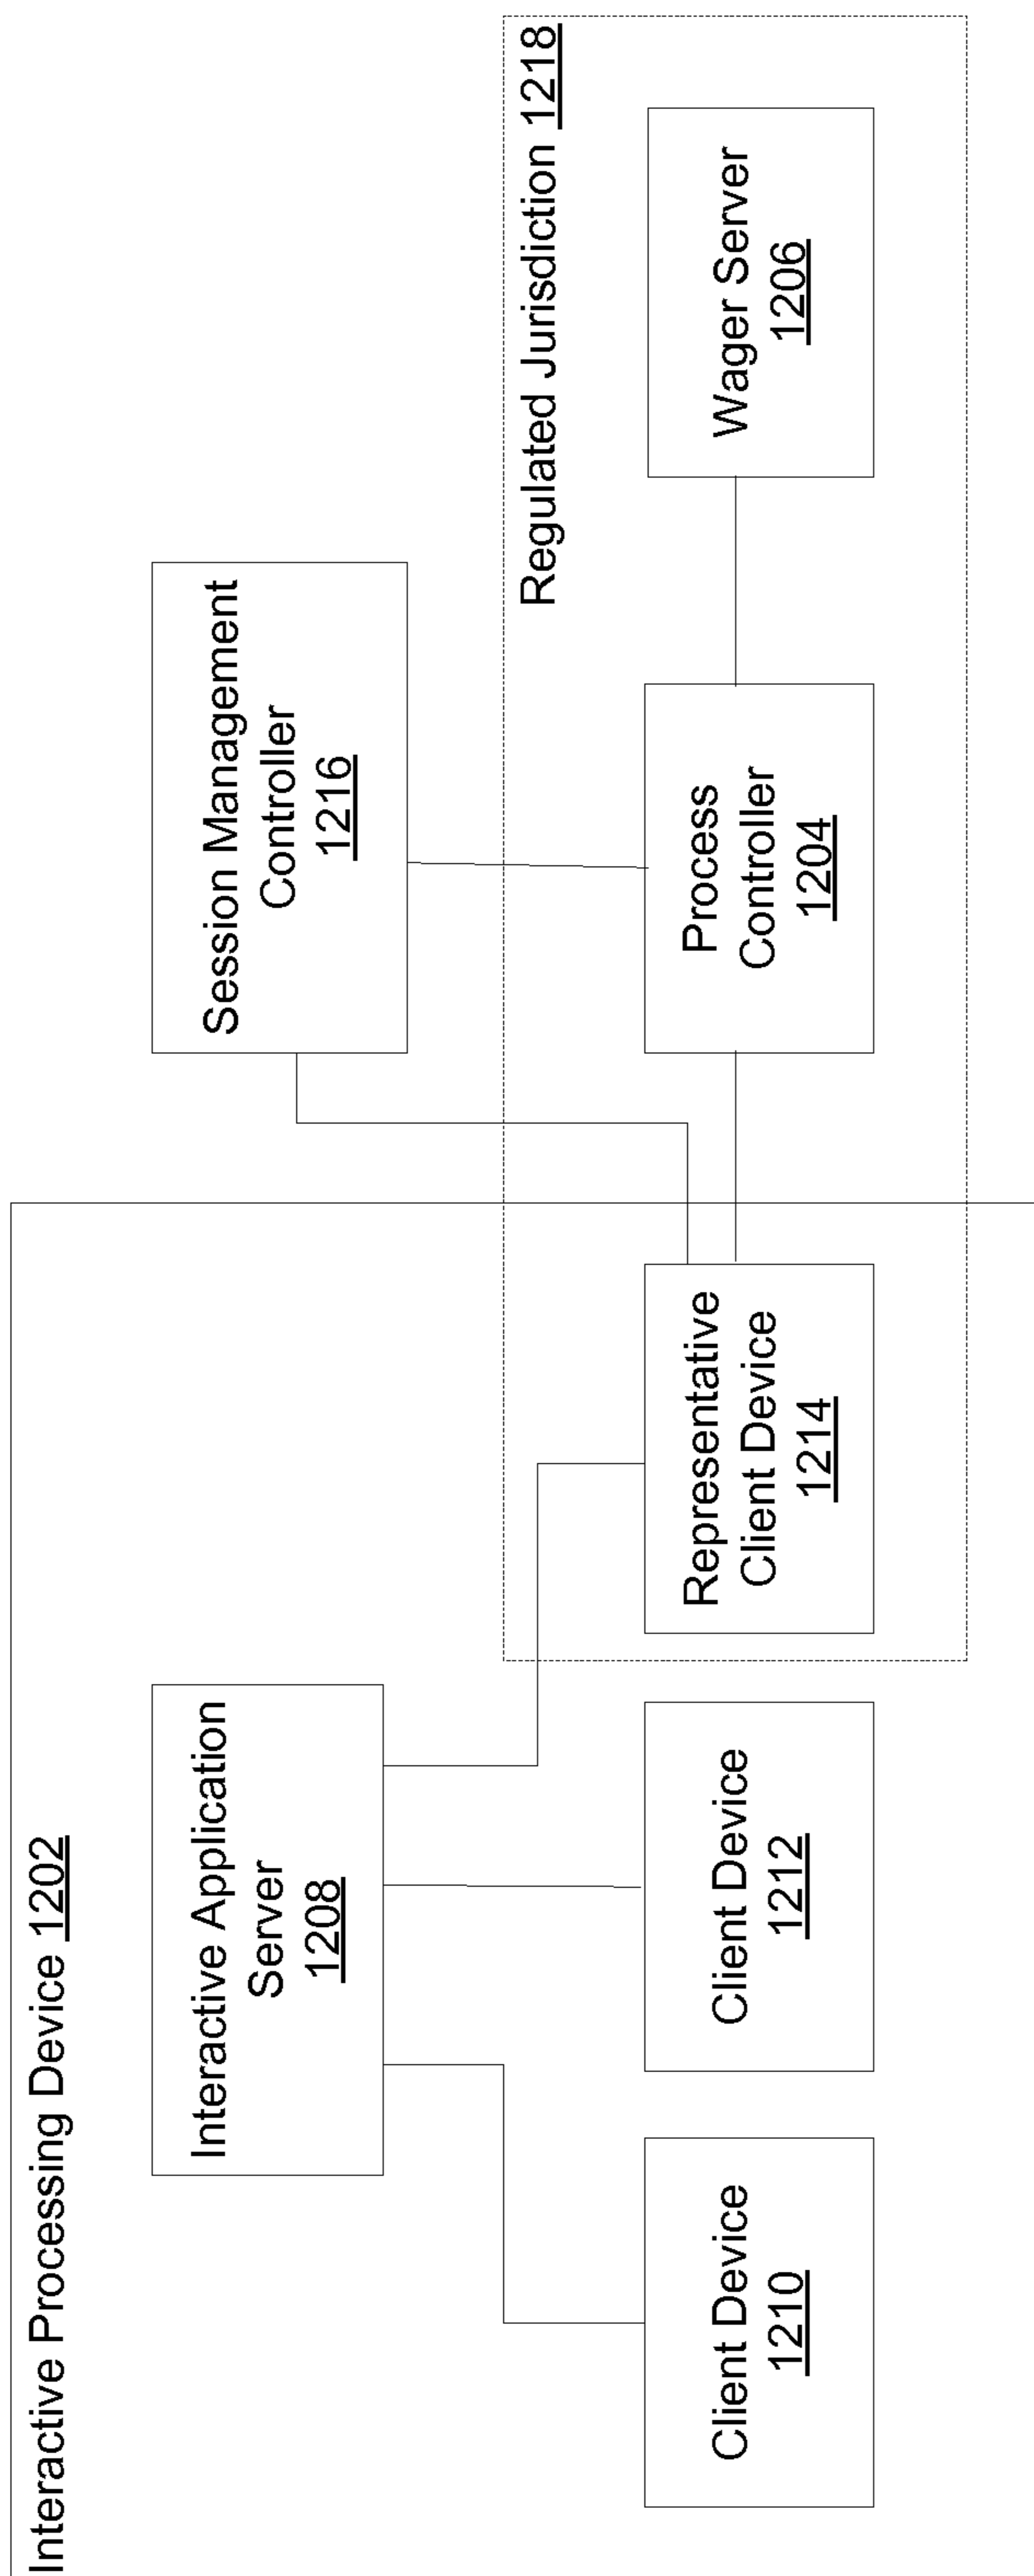 Interactive Processing Device 1202
Interactive Application
Server
1208
Session Management
Controller
1216
Regulated Jurisdiction 1218
Client Device
1210
Client Device
1212
Representative
Client Device
1214
Process
Controller
1204
Wager Server
1206